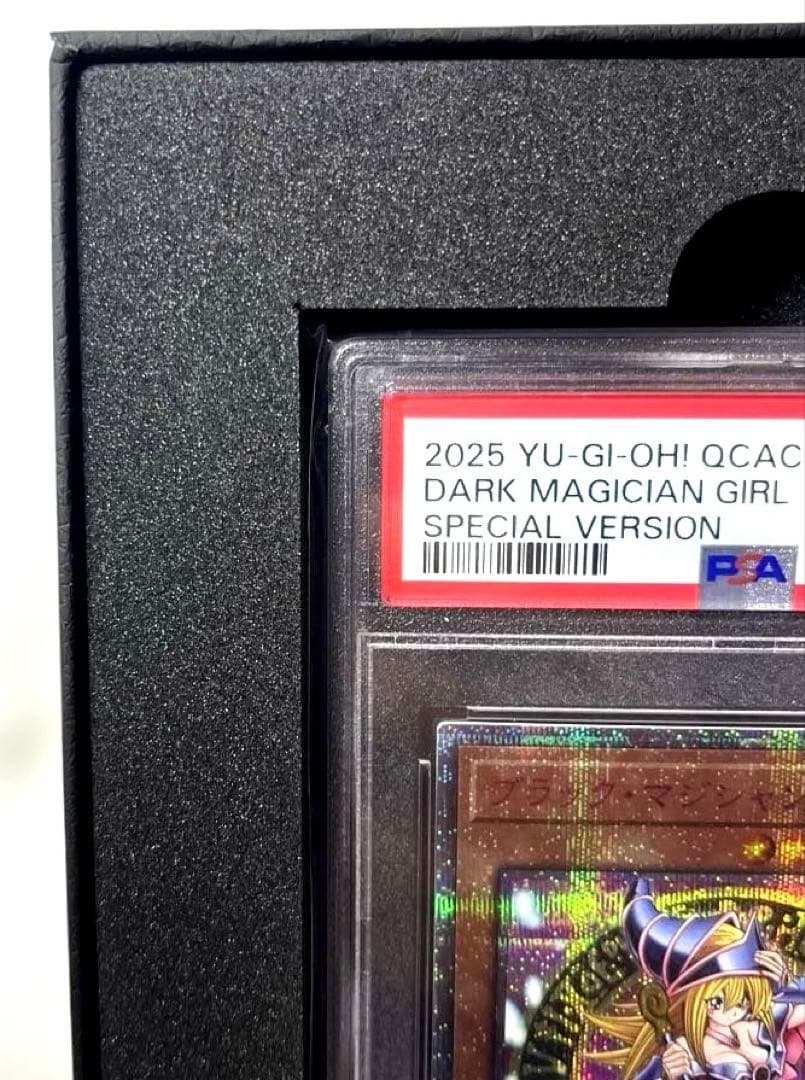 2025 YU-GI-OH! QCAC
DARK MAGICIAN GIRL
SPECIAL VERSION
PSA
ブラック・マジシャン